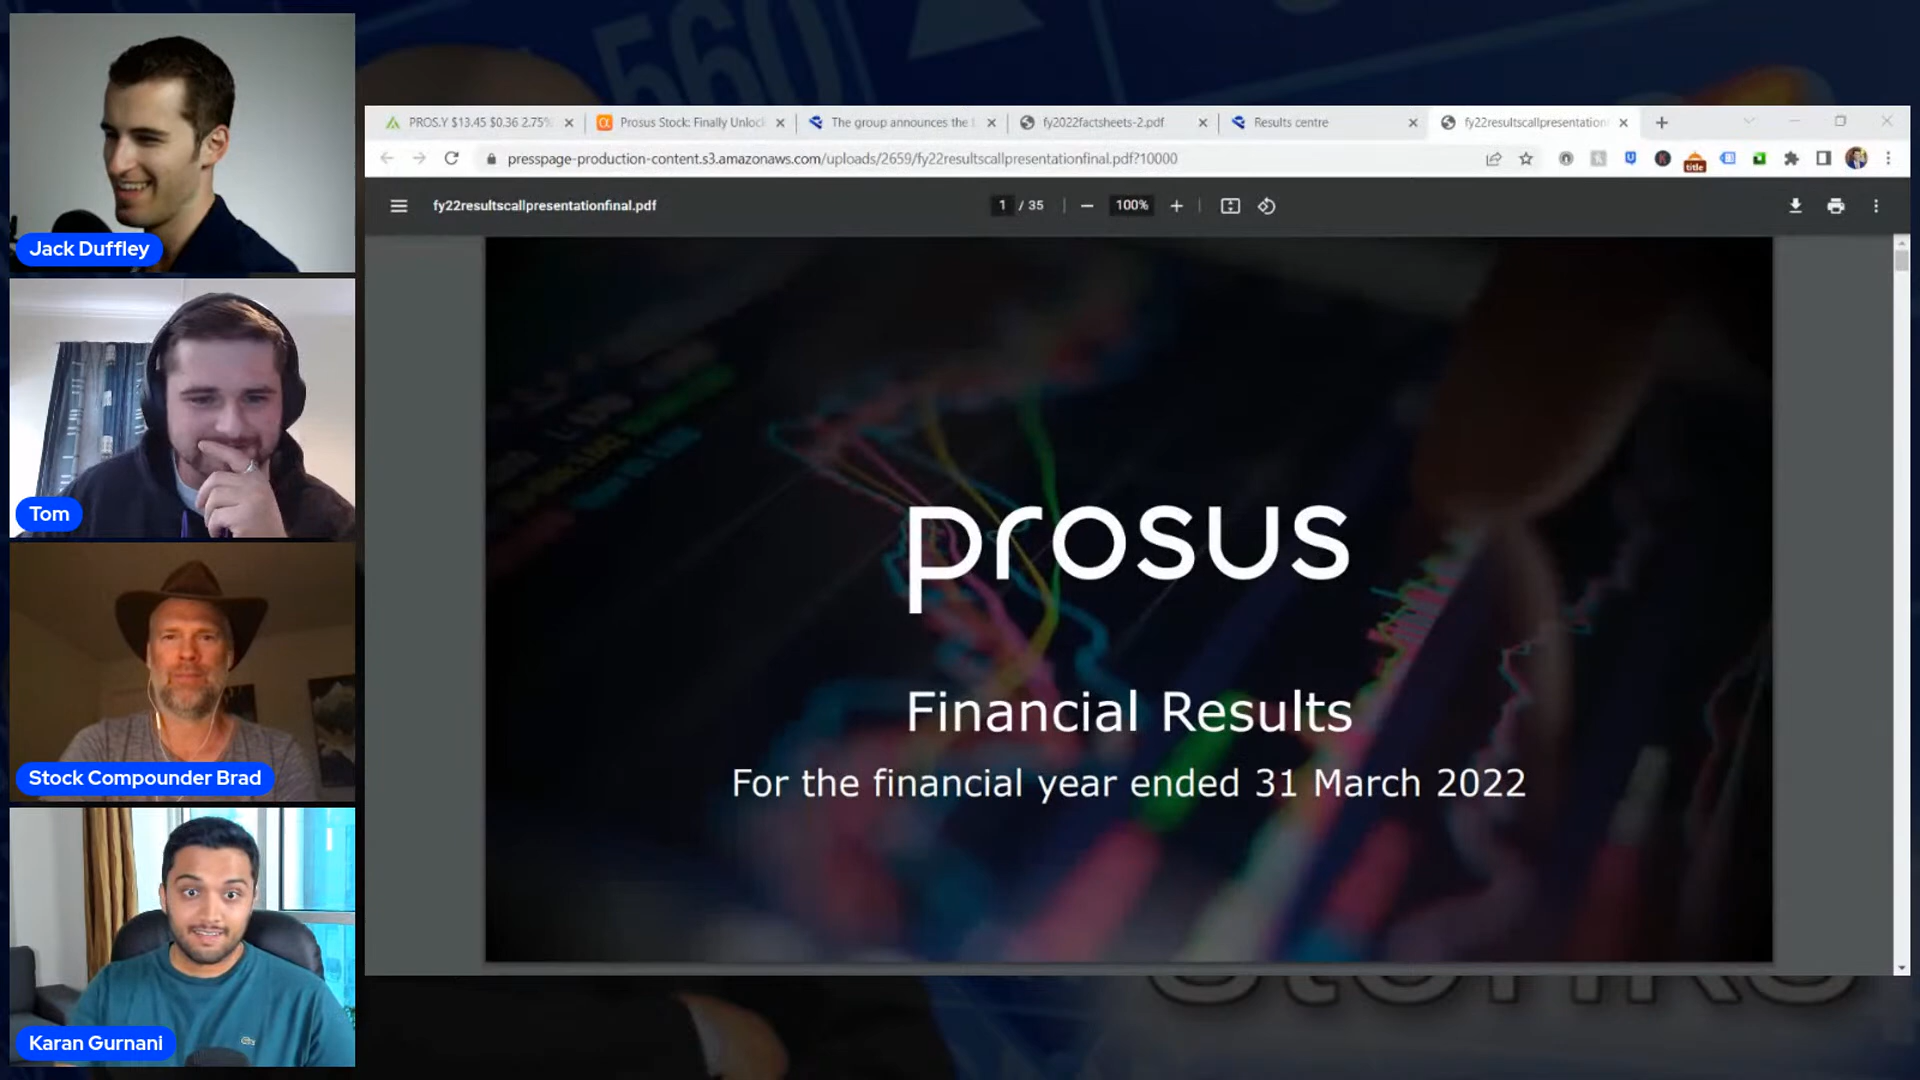 560
Jack Duffley
Tom
Stock Compounder Brad
Karan Gurnani
PROS.Y $13.45 $0.36 2.75%
Prosus Stock: Finally Unlock
The group announces the
fy2022factsheets-2.pdf
Results centre
fy22resultscallpresentation
presspage-production-content.s3.amazonaws.com/uploads/2659/fy22resultscallpresentationfinal.pdf?10000
title
fy22resultscallpresentationfinal.pdf
1 / 35
100%
prosus
Financial Results
For the financial year ended 31 March 2022